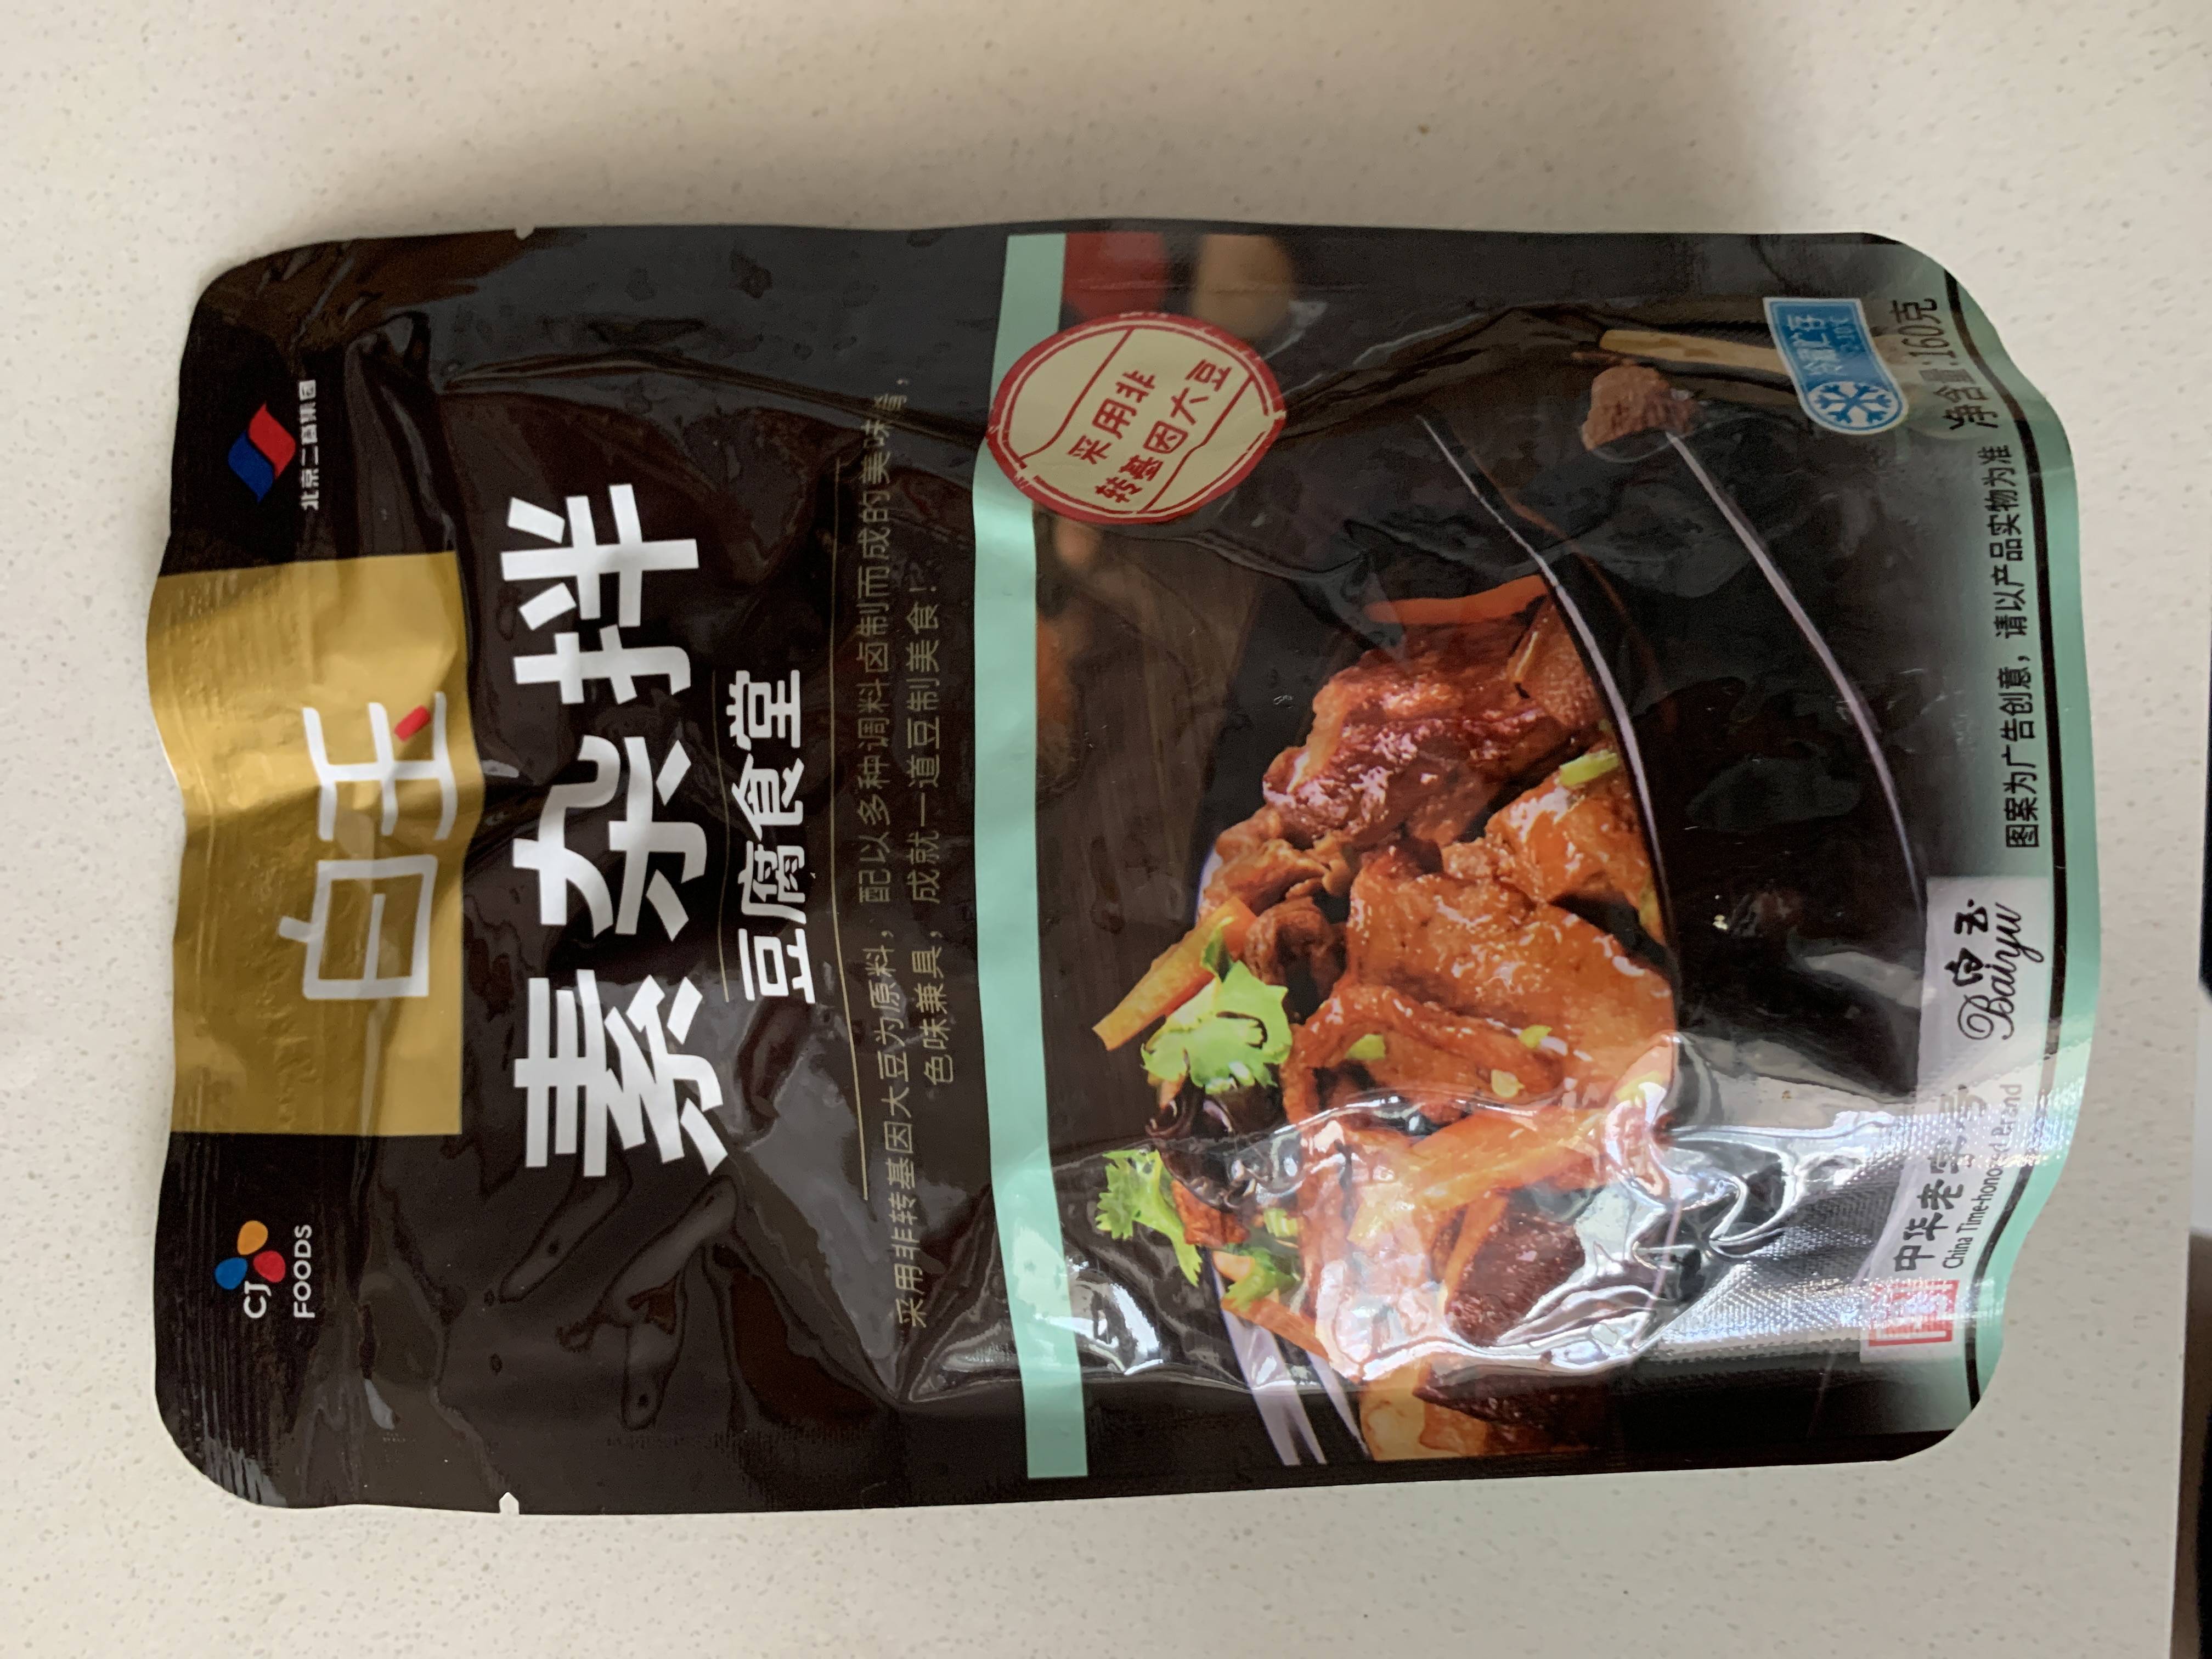 CJ
FOODS
白玉
北京二商集团
素杂拌
豆腐食堂
采用非转基因大豆为原料，配以多种调料卤制而成的美味肴，
色味兼具，成就一道豆制美食！
采用非
转基因大豆
冷藏贮存
净含量:160克
图案为广告创意，请以产品实物为准
中华老字号
China Time-honored Brand
白玉
Baiyu